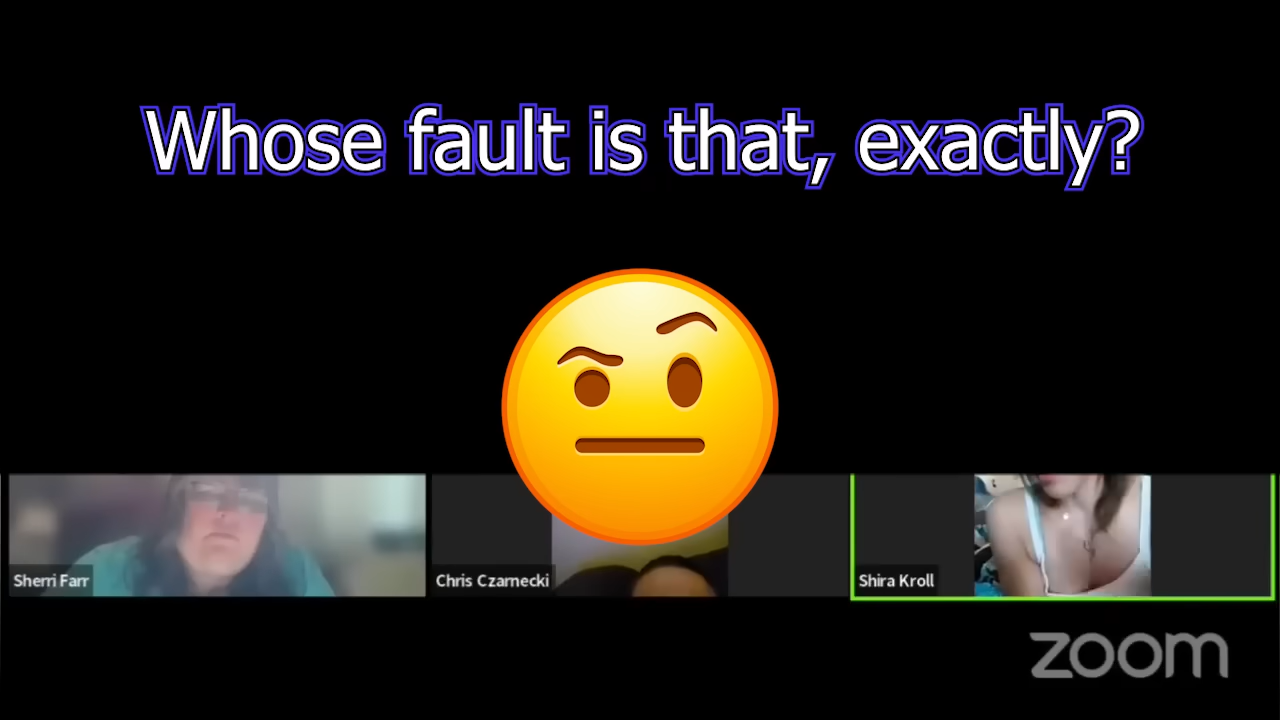 Whose fault is that, exactly?
Sherri Farr
Chris Czarnecki
Shira Kroll
zoom